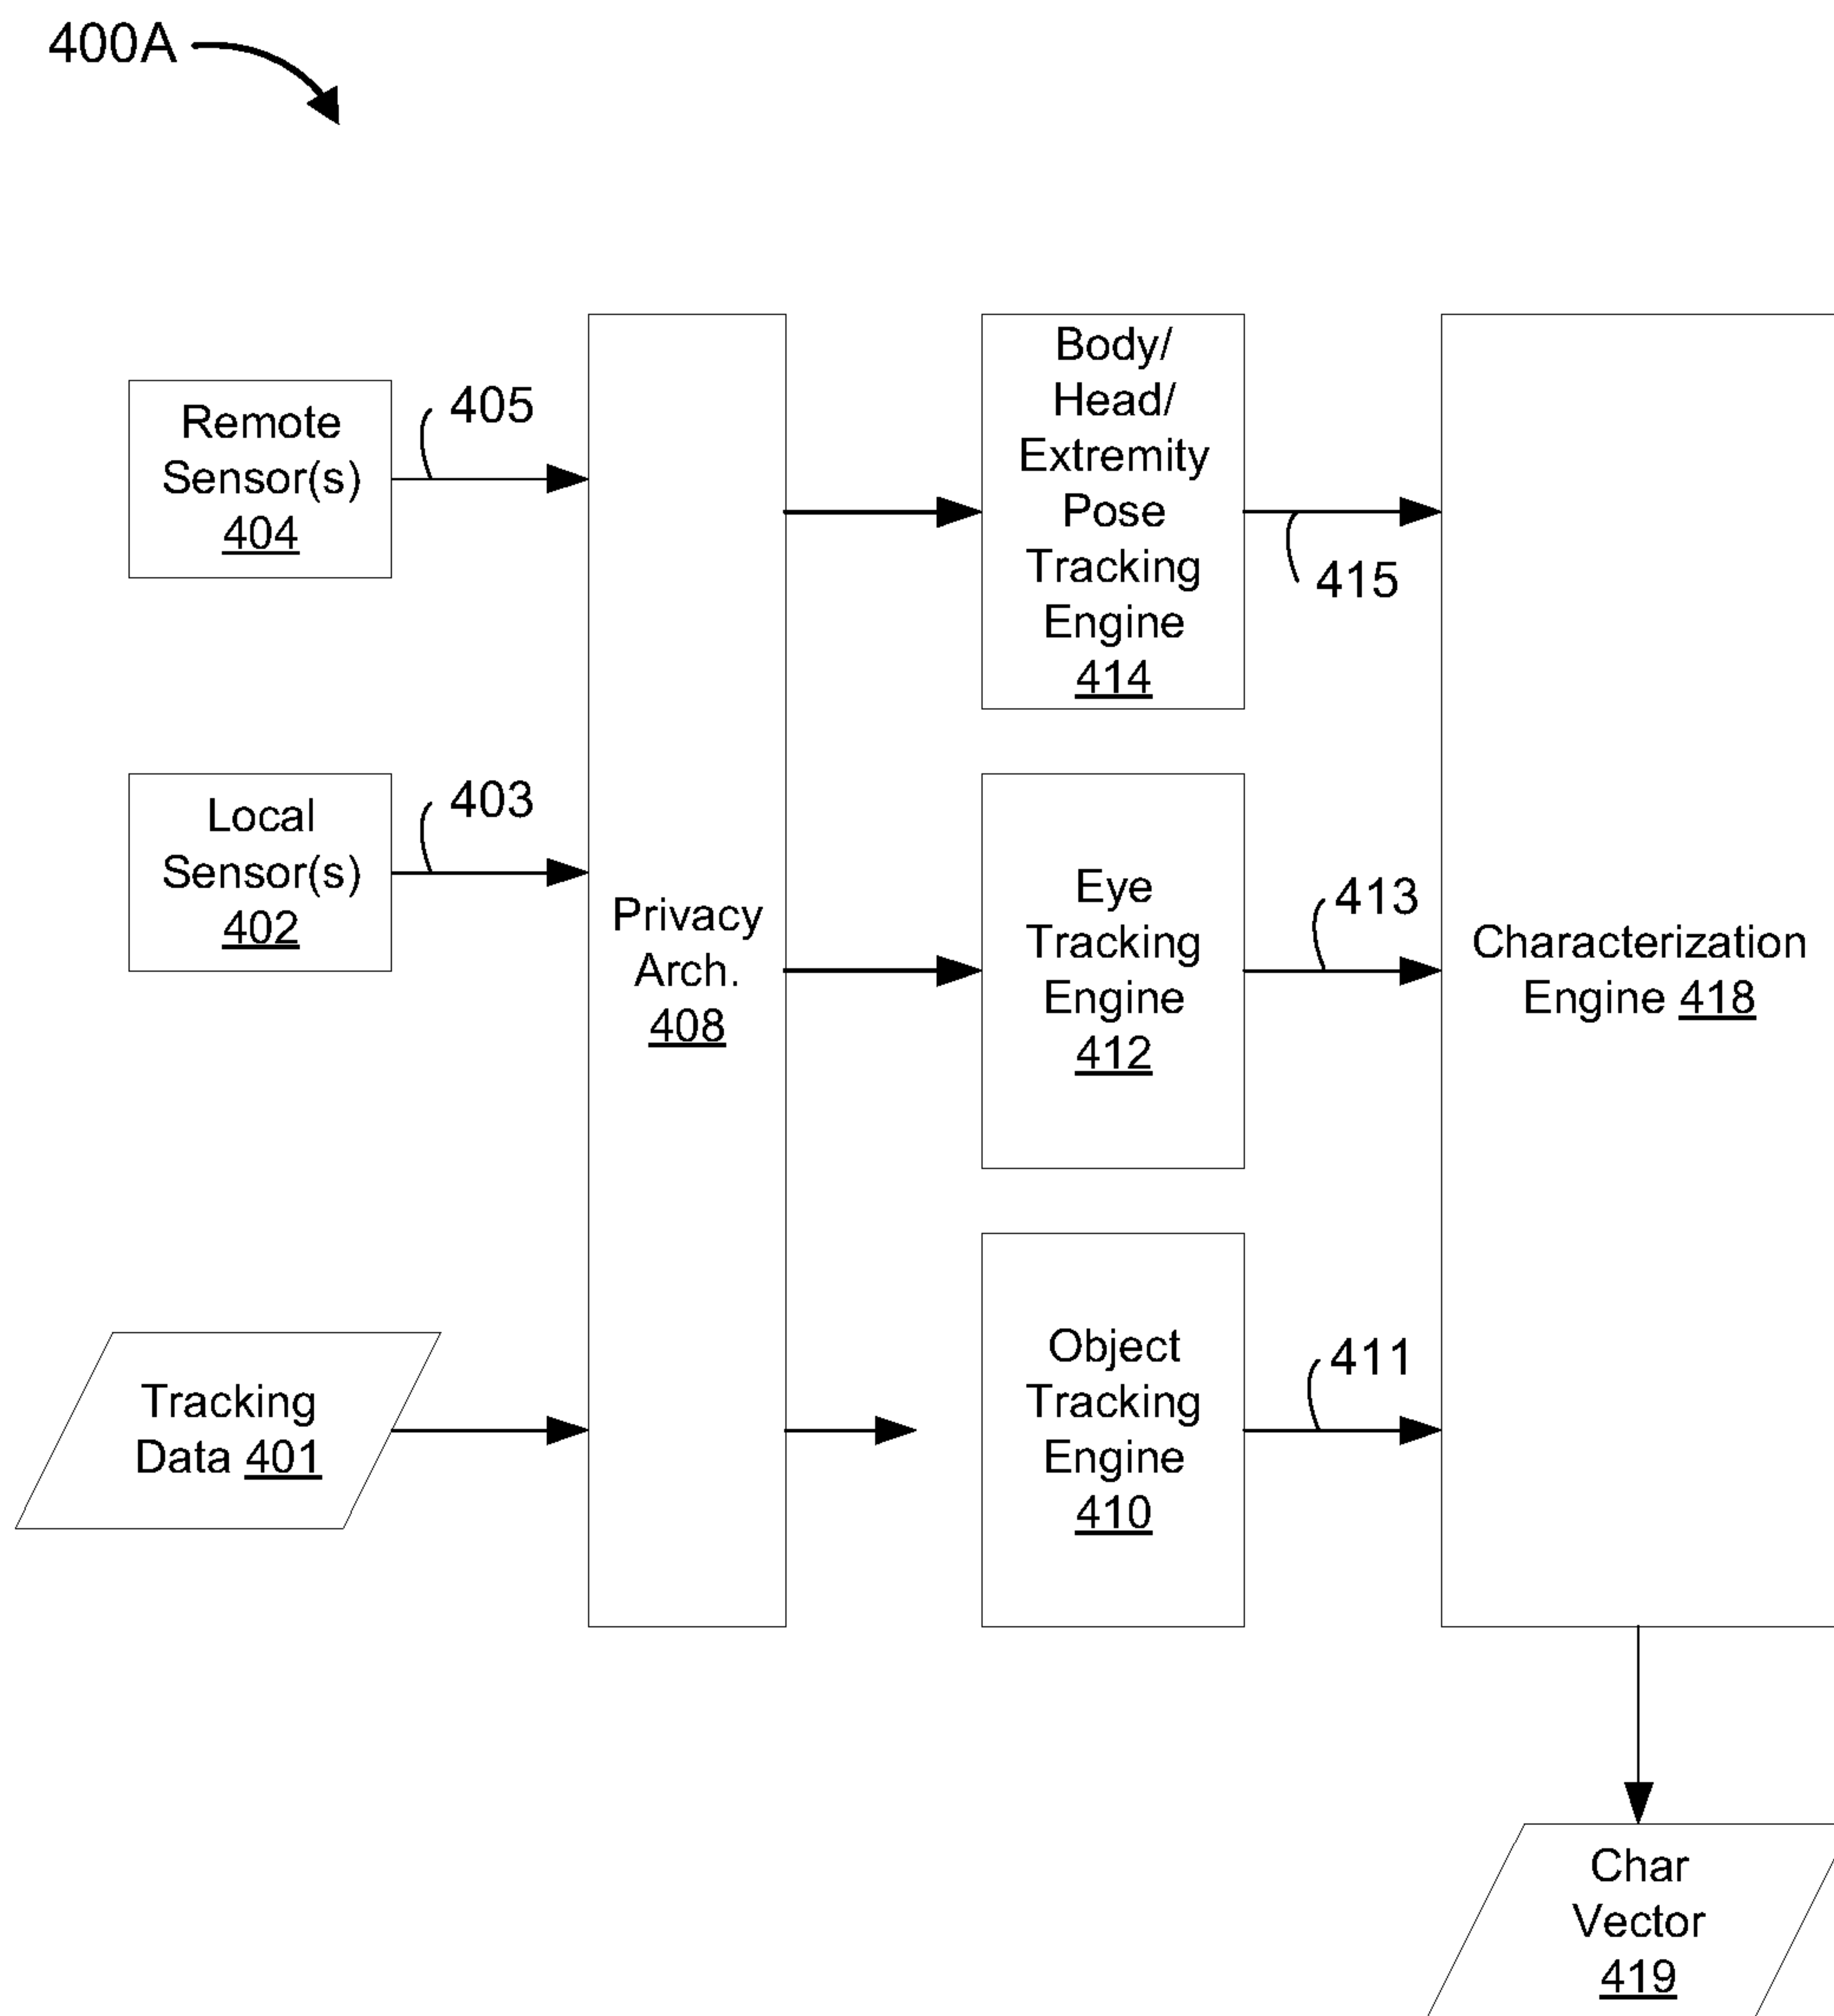 400A
Remote
Sensor(s)
404
405
Local
Sensor(s)
402
403
Tracking
Data 401
Privacy
Arch.
408
Body/
Head/
Extremity
Pose
Tracking
Engine
414
415
Eye
Tracking
Engine
412
413
Object
Tracking
Engine
410
411
Characterization
Engine 418
Char
Vector
419